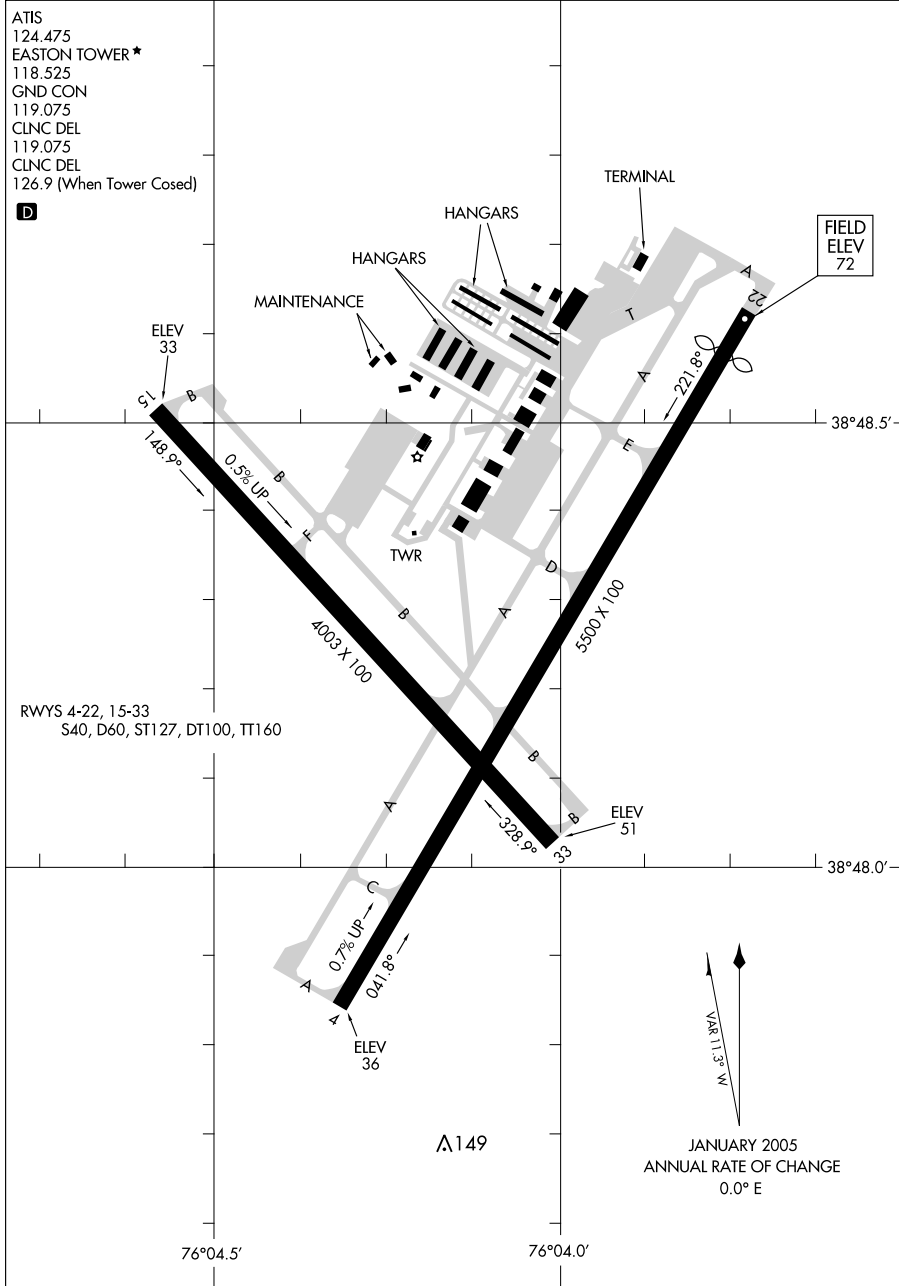 ATIS
124.475
EASTON TOWER★
118.525
GND CON
119.075
CLNC DEL
119.075
CLNC DEL
126.9 (When Tower Cosed)
D
TERMINAL
HANGARS
FIELD
ELEV
72
HANGARS
MAINTENANCE
A
22
ELEV
33
T
221.8°
A
15
B
38°48.5'
E
148.9°
0.5% UP
B
F
TWR
D
B
A
5500 X 100
4003 X 100
RWYS 4-22, 15-33
S40, D60, ST127, DT100, TT160
B
A
328.9°
B
ELEV
51
33
38°48.0'
C
0.7% UP
041.8°
A
4
ELEV
36
VAR 11.3° W
149
JANUARY 2005
ANNUAL RATE OF CHANGE
0.0° E
76°04.5'
76°04.0'